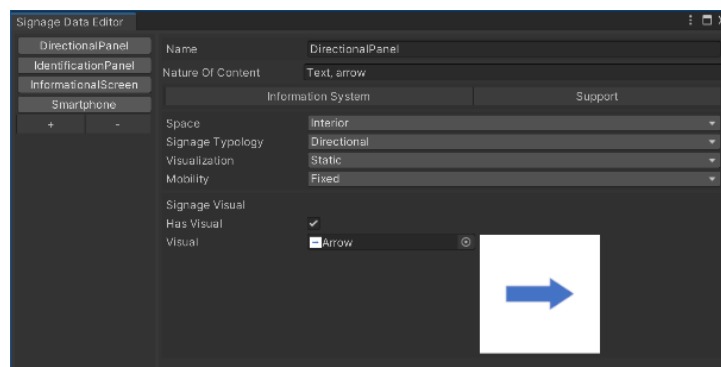 Signage Data Editor
DirectionalPanel
IdentificationPanel
InformationalScreen
Smartphone
+ -
Name DirectionalPanel
Nature Of Content Text, arrow
Information System Support
Space Interior
Signage Typology Directional
Visualization Static
Mobility Fixed
Signage Visual
Has Visual
Visual Arrow